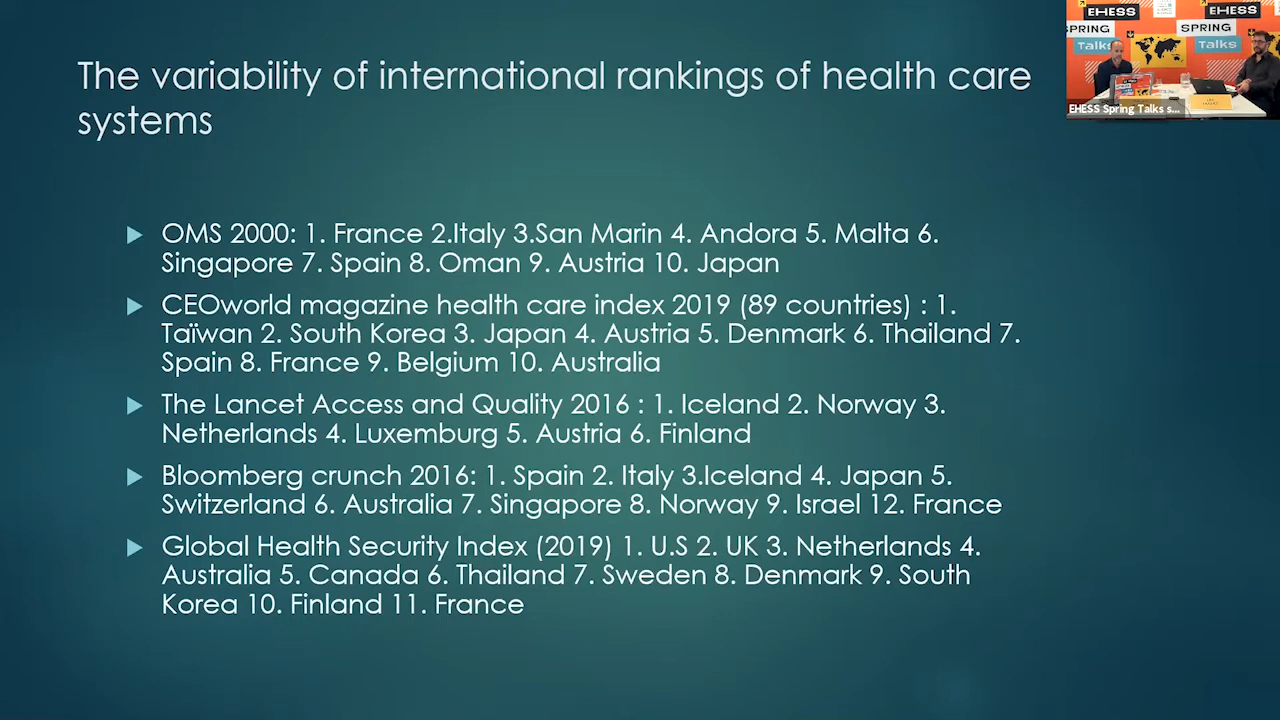 The variability of international rankings of health care
systems
EHESS
EHESS
SPRING
SPRING
Talks
Talks
EHESS Spring Talks s...
OMS 2000: 1. France 2.Italy 3.San Marin 4. Andora 5. Malta 6.
Singapore 7. Spain 8. Oman 9. Austria 10. Japan
CEOworld magazine health care index 2019 (89 countries) : 1.
Taïwan 2. South Korea 3. Japan 4. Austria 5. Denmark 6. Thailand 7.
Spain 8. France 9. Belgium 10. Australia
The Lancet Access and Quality 2016 : 1. Iceland 2. Norway 3.
Netherlands 4. Luxemburg 5. Austria 6. Finland
Bloomberg crunch 2016: 1. Spain 2. Italy 3.Iceland 4. Japan 5.
Switzerland 6. Australia 7. Singapore 8. Norway 9. Israel 12. France
Global Health Security Index (2019) 1. U.S 2. UK 3. Netherlands 4.
Australia 5. Canada 6. Thailand 7. Sweden 8. Denmark 9. South
Korea 10. Finland 11. France